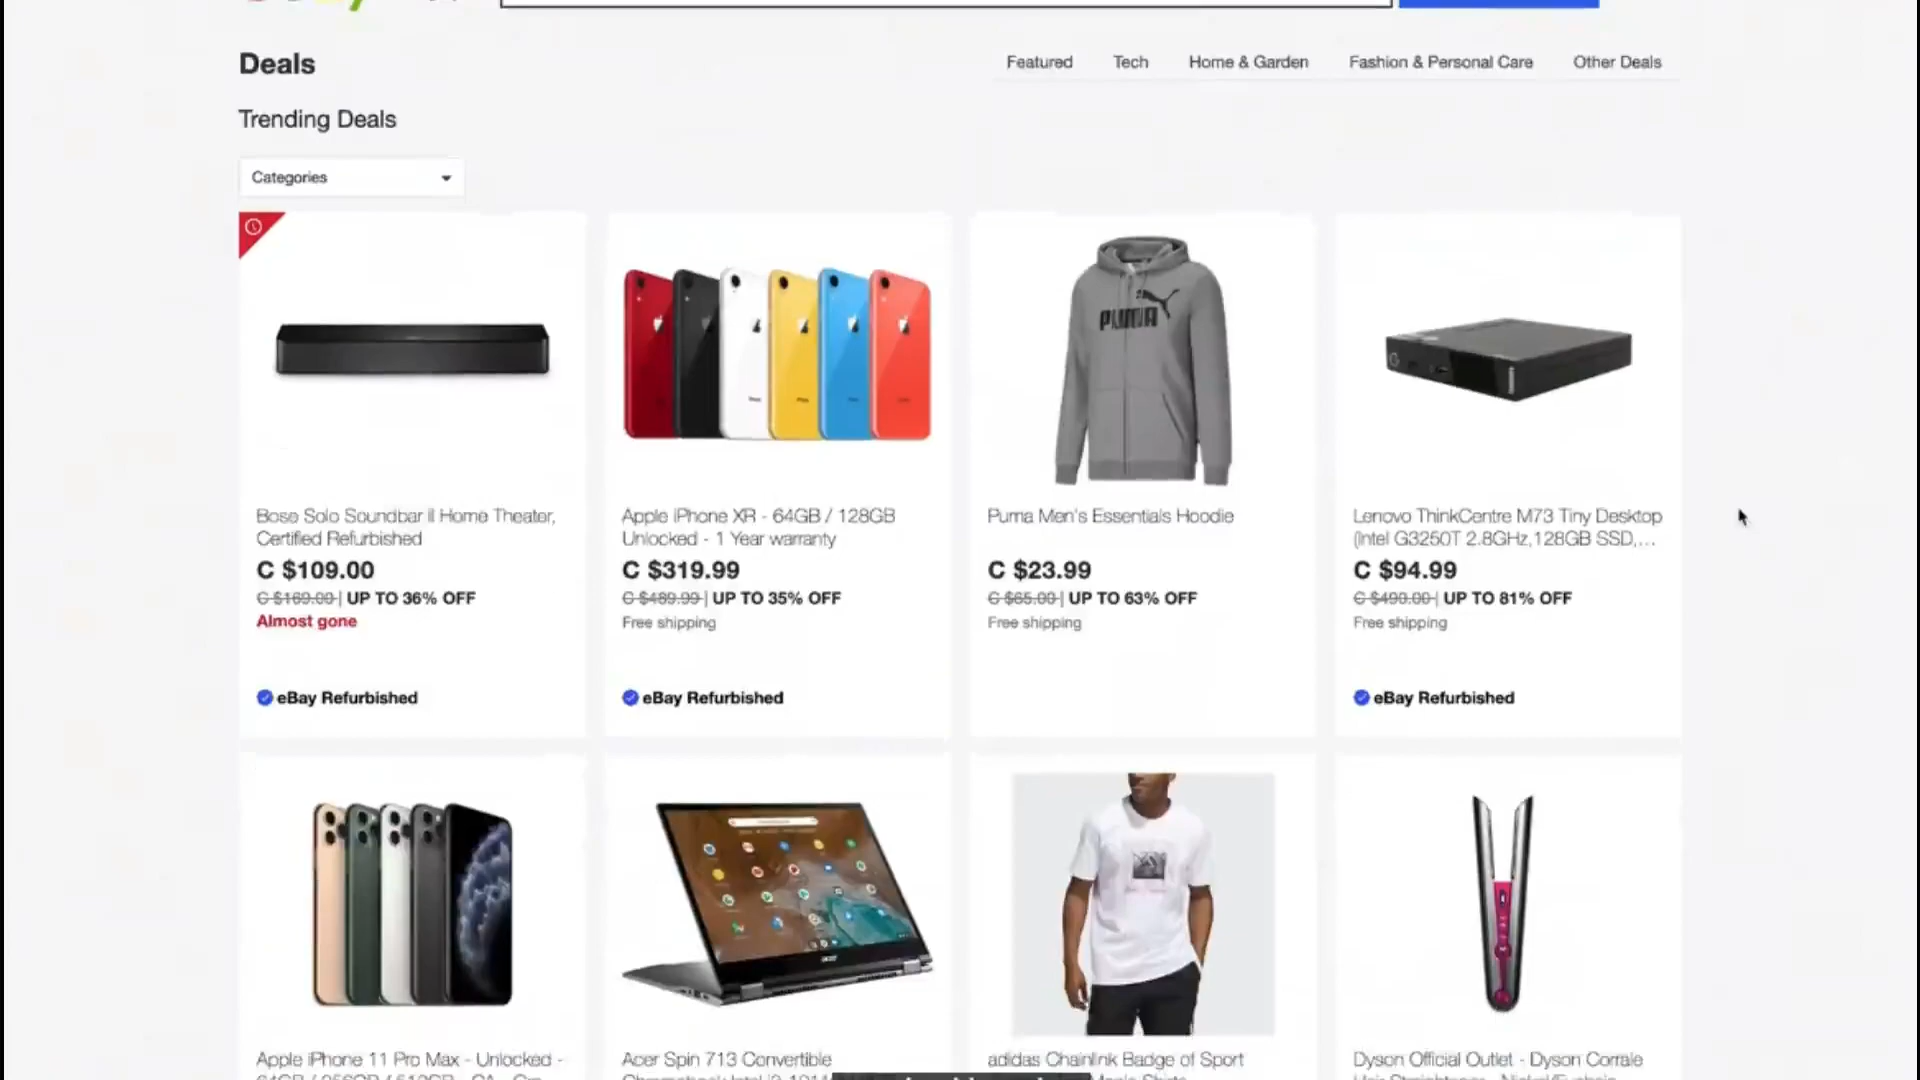 Deals
Featured
Tech
Home & Garden
Fashion & Personal Care
Other Deals
Trending Deals
Categories
PUMA
Bose Solo Soundbar II Home Theater,
Certified Refurbished
C $109.00
C $169.00 | UP TO 36% OFF
Almost gone
eBay Refurbished
Apple iPhone XR - 64GB / 128GB
Unlocked - 1 Year warranty
C $319.99
C $489.99 | UP TO 35% OFF
Free shipping
eBay Refurbished
Puma Men's Essentials Hoodie
C $23.99
C $65.00 | UP TO 63% OFF
Free shipping
Lenovo ThinkCentre M73 Tiny Desktop
(Intel G3250T 2.8GHz,128GB SSD,...
C $94.99
C $490.00 | UP TO 81% OFF
Free shipping
eBay Refurbished
acer
Apple iPhone 11 Pro Max - Unlocked -
Acer Spin 713 Convertible
adidas Chainlink Badge of Sport
Dyson Official Outlet - Dyson Corrale